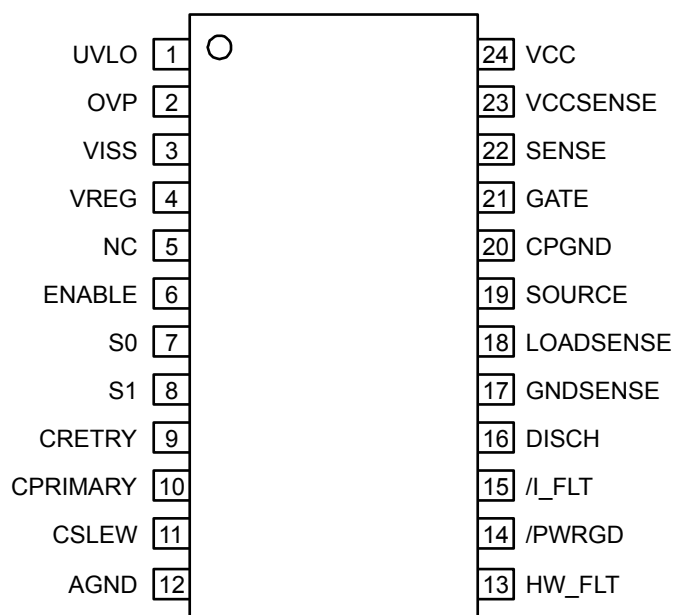 UVLO 1 24 VCC
OVP 2 23 VCCSENSE
VISS 3 22 SENSE
VREG 4 21 GATE
NC 5 20 CPGND
ENABLE 6 19 SOURCE
S0 7 18 LOADSENSE
S1 8 17 GNDSENSE
CRETRY 9 16 DISCH
CPRIMARY 10 15 /I_FLT
CSLEW 11 14 /PWRGD
AGND 12 13 HW_FLT